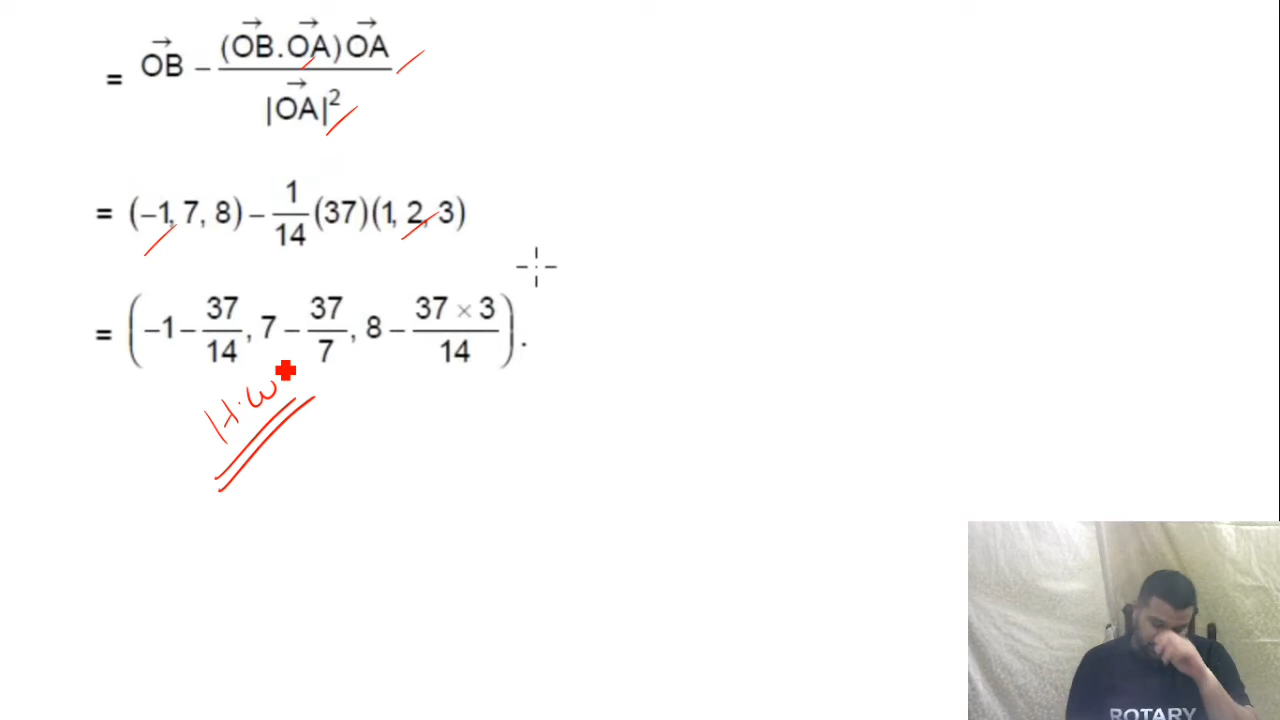 = OB⃗ − (OB⃗ . OA⃗) OA⃗ / |OA⃗|²
= (−1, 7, 8) − 1/14 (37)(1, 2, 3)
= (−1 − 37/14, 7 − 37/7, 8 − 37 × 3/14).
H.W
ROTARY